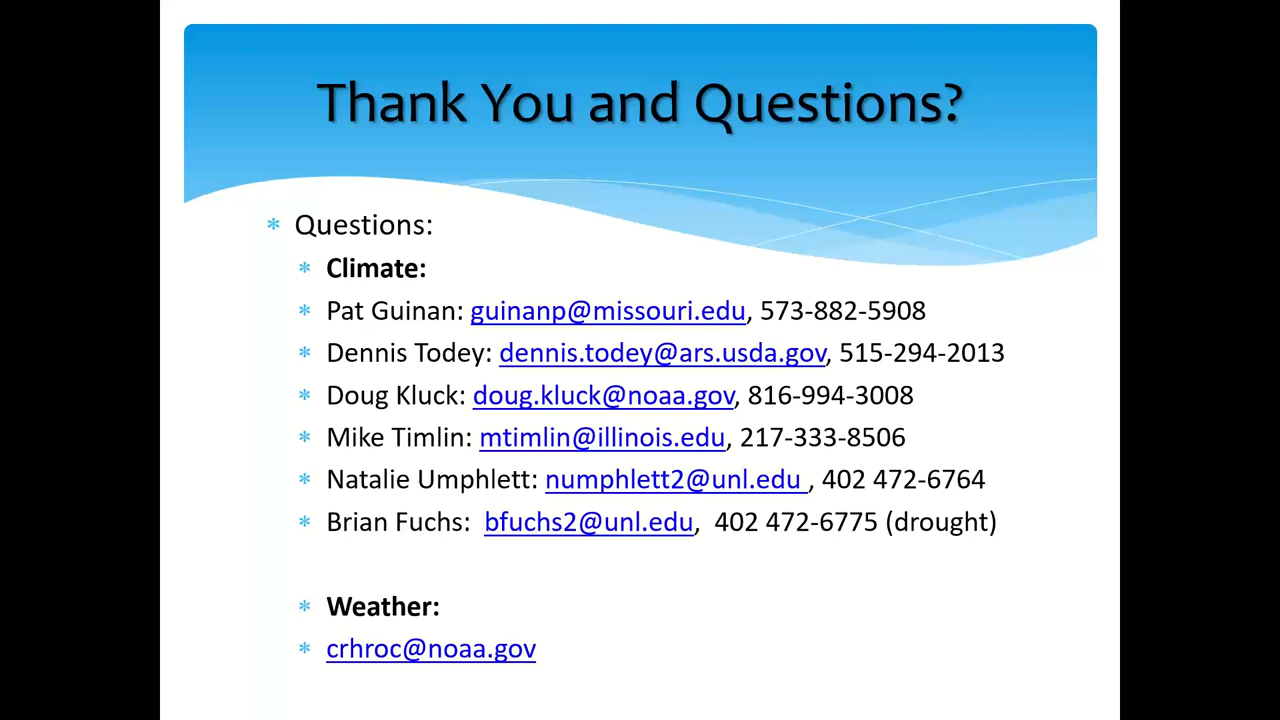 Thank You and Questions?
Questions:
Climate:
Pat Guinan: guinanp@missouri.edu, 573-882-5908
Dennis Todey: dennis.todey@ars.usda.gov, 515-294-2013
Doug Kluck: doug.kluck@noaa.gov, 816-994-3008
Mike Timlin: mtimlin@illinois.edu, 217-333-8506
Natalie Umphlett: numphlett2@unl.edu , 402 472-6764
Brian Fuchs:  bfuchs2@unl.edu,  402 472-6775 (drought)
Weather:
crhroc@noaa.gov